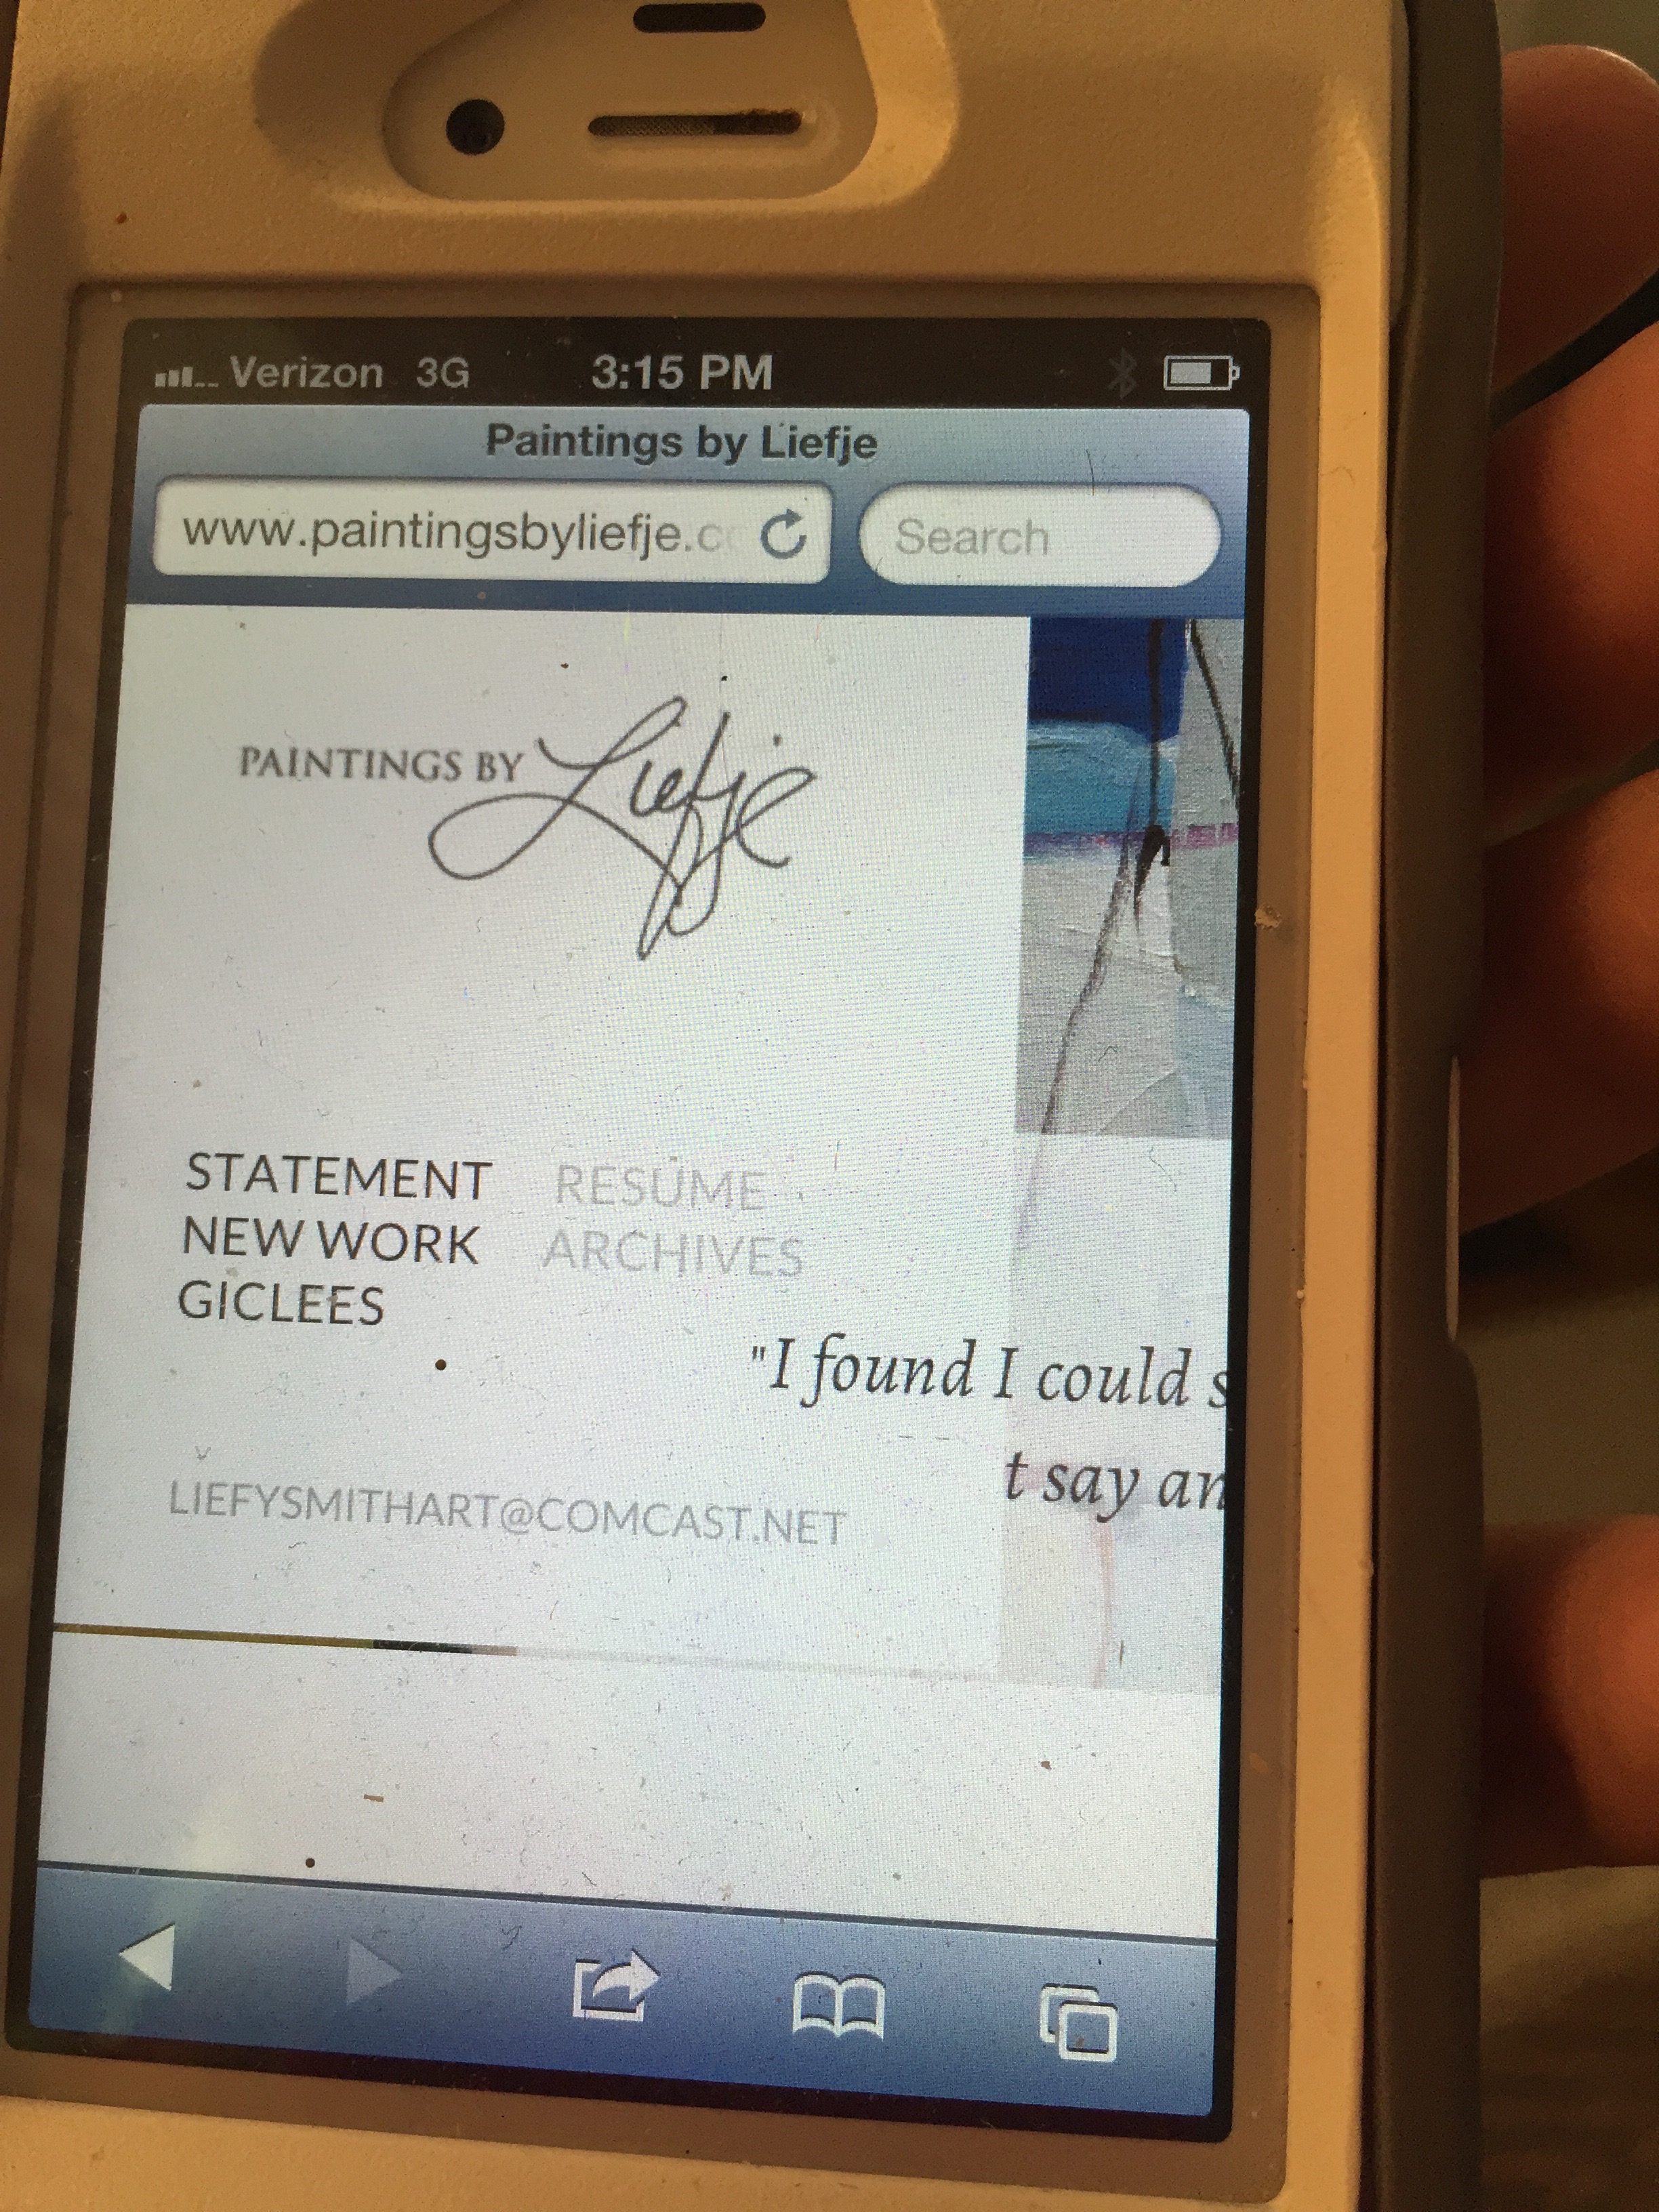 Verizon 3G 3:15 PM
Paintings by Liefje
www.paintingsbyliefje.c Search
PAINTINGS BY Liefje
STATEMENT RESUME
NEW WORK ARCHIVES
GICLEES
"I found I could s
t say an
LIEFYSMITHART@COMCAST.NET